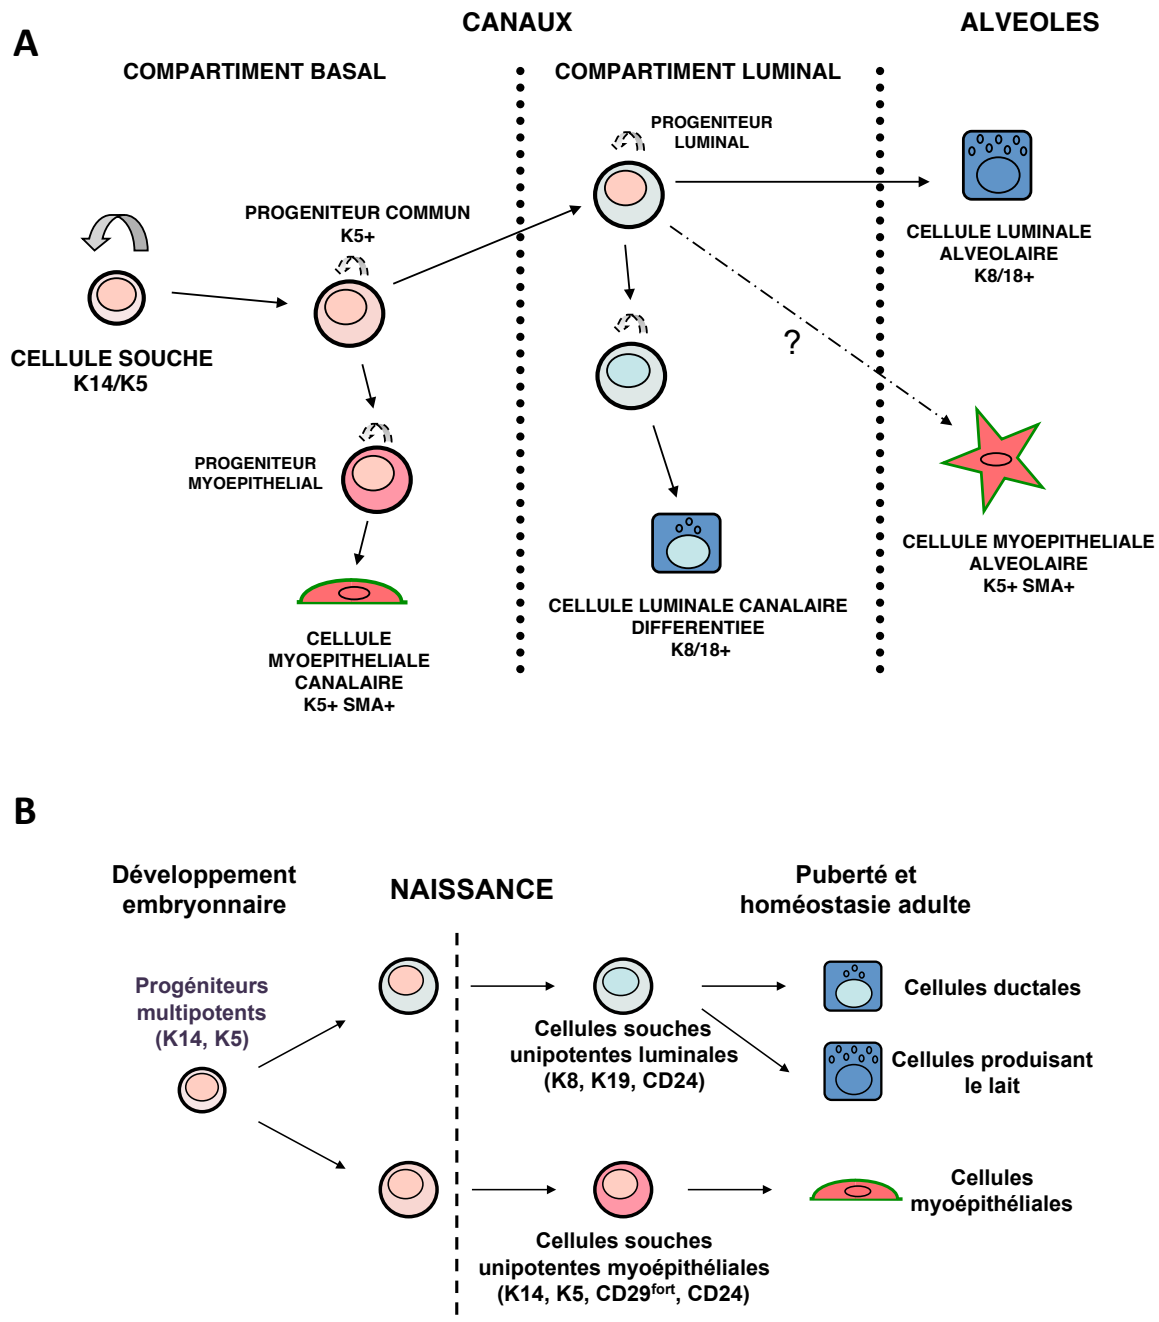 A
CANAUX
ALVEOLES
COMPARTIMENT BASAL
COMPARTIMENT LUMINAL
PROGENITEUR
LUMINAL
PROGENITEUR COMMUN
K5+
CELLULE LUMINALE
ALVEOLAIRE
K8/18+
CELLULE SOUCHE
K14/K5
?
PROGENITEUR
MYOEPITHELIAL
CELLULE MYOEPITHELIALE
ALVEOLAIRE
K5+ SMA+
CELLULE LUMINALE CANALAIRE
DIFFERENTIEE
K8/18+
CELLULE
MYOEPITHELIALE
CANALAIRE
K5+ SMA+
B
Développement
embryonnaire
NAISSANCE
Puberté et
homéostasie adulte
Progéniteurs
multipotents
(K14, K5)
Cellules ductales
Cellules souches
unipotentes luminales
(K8, K19, CD24)
Cellules produisant
le lait
Cellules
myoépithéliales
Cellules souches
unipotentes myoépithéliales
(K14, K5, CD29fort, CD24)